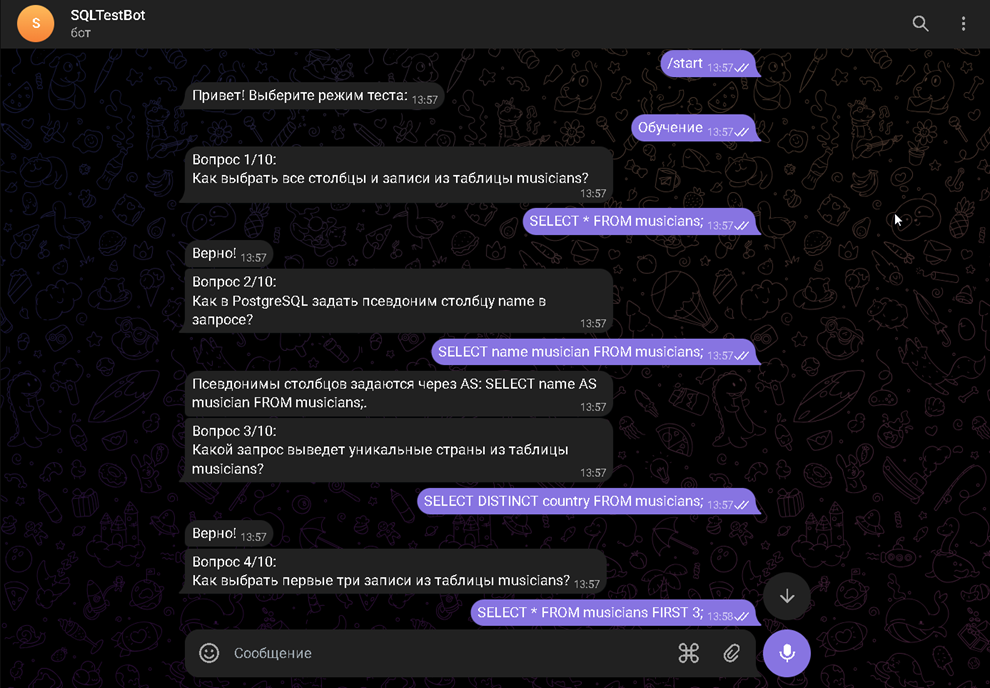 S
SQLTestBot
бот
/start 13:57
Привет! Выберите режим теста: 13:57
Обучение 13:57
Вопрос 1/10:
Как выбрать все столбцы и записи из таблицы musicians?
13:57
SELECT * FROM musicians; 13:57
Верно! 13:57
Вопрос 2/10:
Как в PostgreSQL задать псевдоним столбцу name в
запросе?
13:57
SELECT name musician FROM musicians; 13:57
Псевдонимы столбцов задаются через AS: SELECT name AS
musician FROM musicians;.
13:57
Вопрос 3/10:
Какой запрос выведет уникальные страны из таблицы
musicians?
13:57
SELECT DISTINCT country FROM musicians; 13:57
Верно! 13:57
Вопрос 4/10:
Как выбрать первые три записи из таблицы musicians? 13:57
SELECT * FROM musicians FIRST 3; 13:58
Сообщение